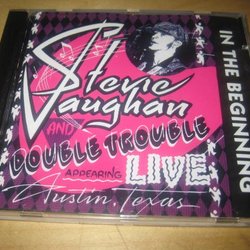 Stevie
Vaughan
AND
DOUBLE TROUBLE
APPEARING
LIVE
Austin, Texas
IN THE BEGINNING